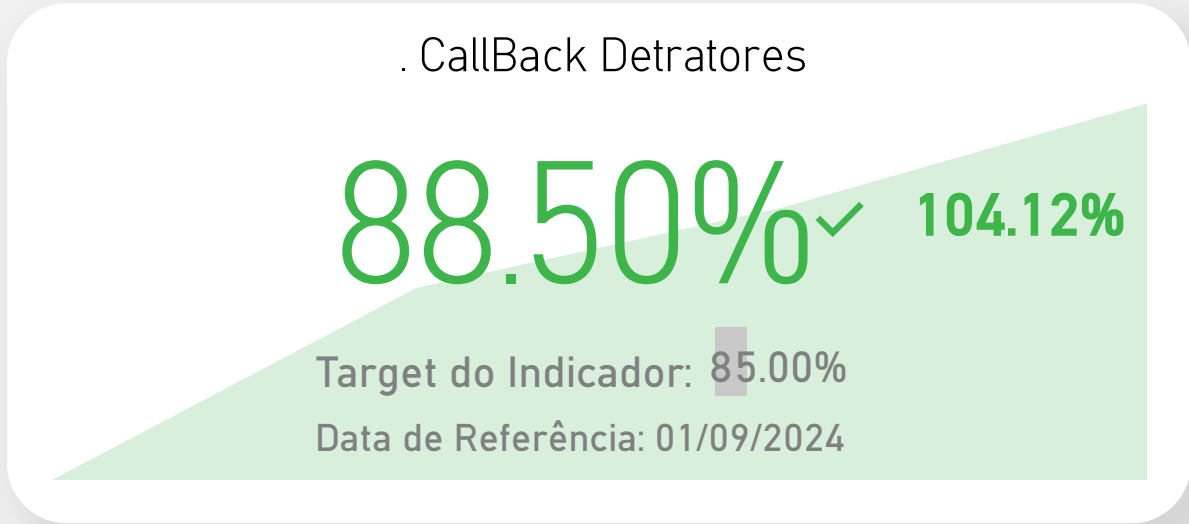 . CallBack Detratores
88.50%
104.12%
Target do Indicador: 85.00%
Data de Referência: 01/09/2024